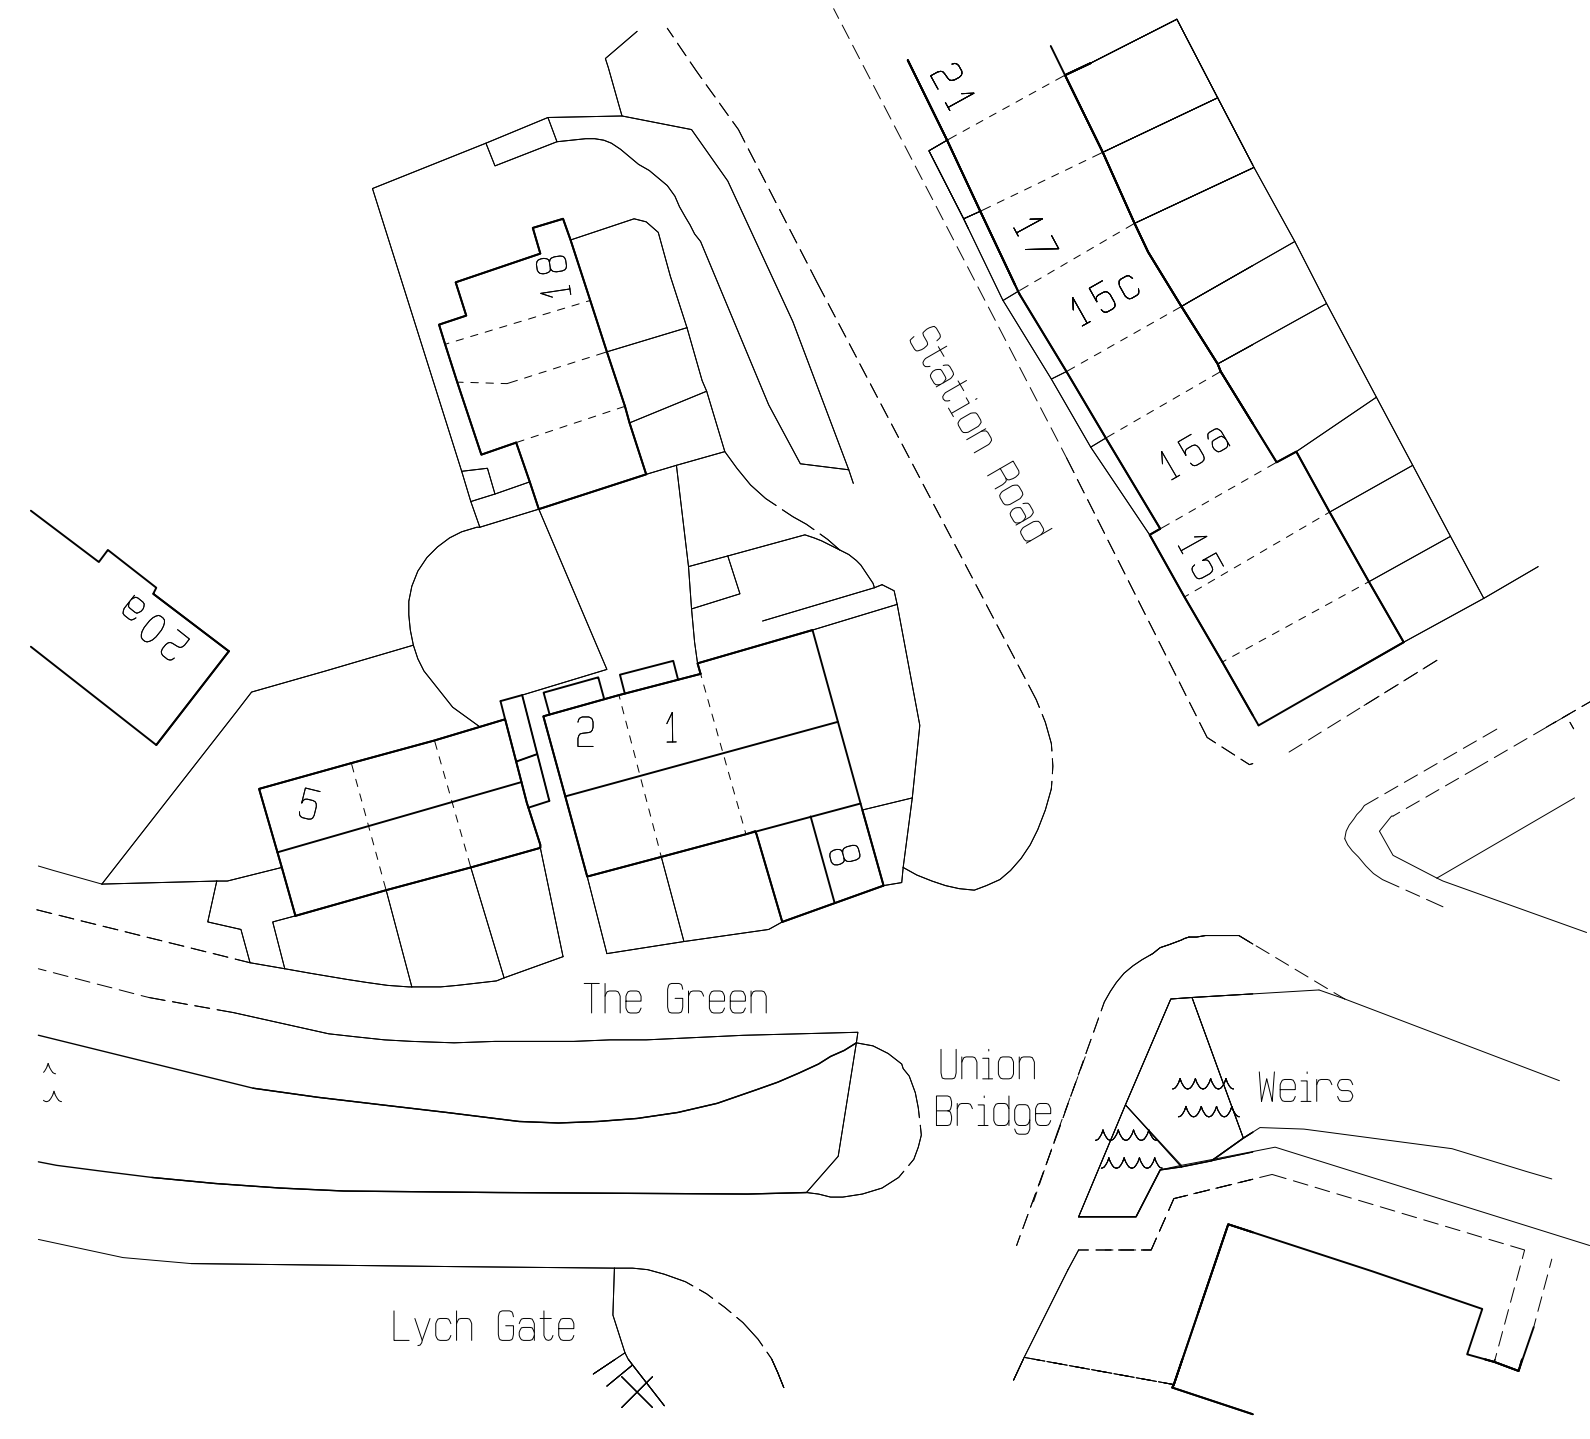 21
17
18
15c
Station Road
15a
15
20a
2
1
5
8
The Green
Union
Bridge
Weirs
Lych Gate